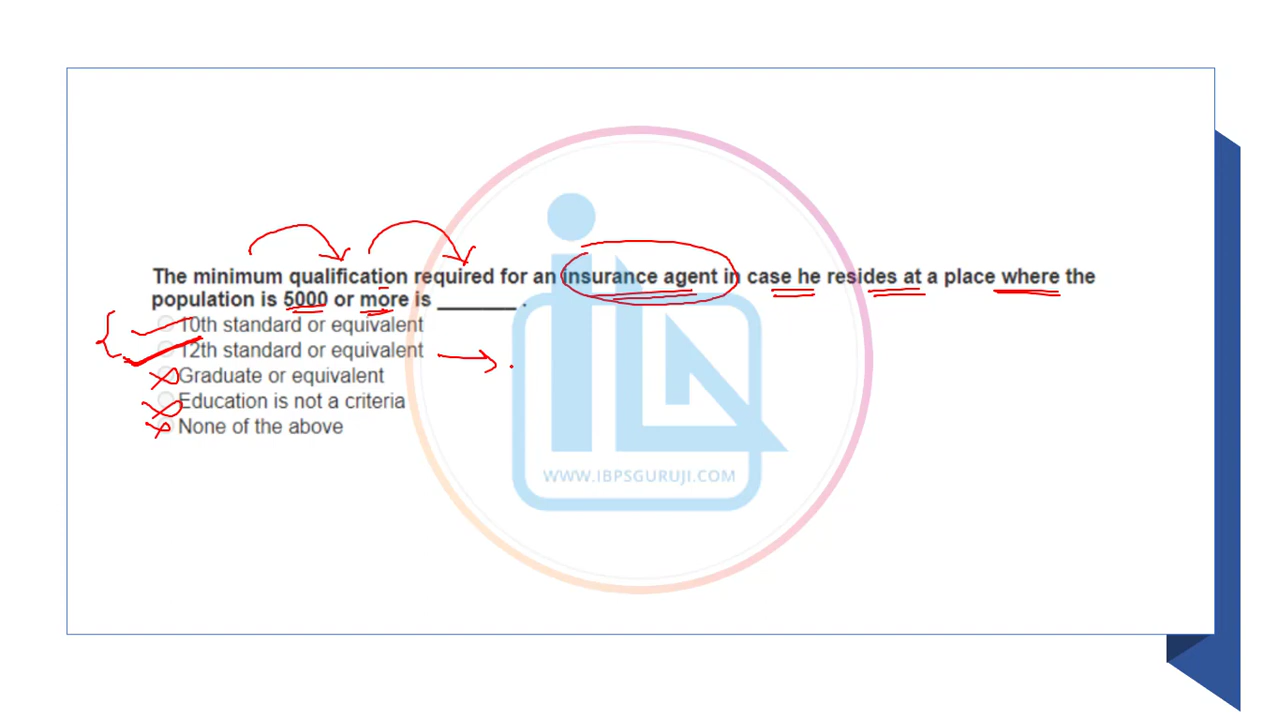 The minimum qualification required for an insurance agent in case he resides at a place where the
population is 5000 or more is ________ .
10th standard or equivalent
12th standard or equivalent
Graduate or equivalent
Education is not a criteria
None of the above
WWW.IBPSGURUJI.COM